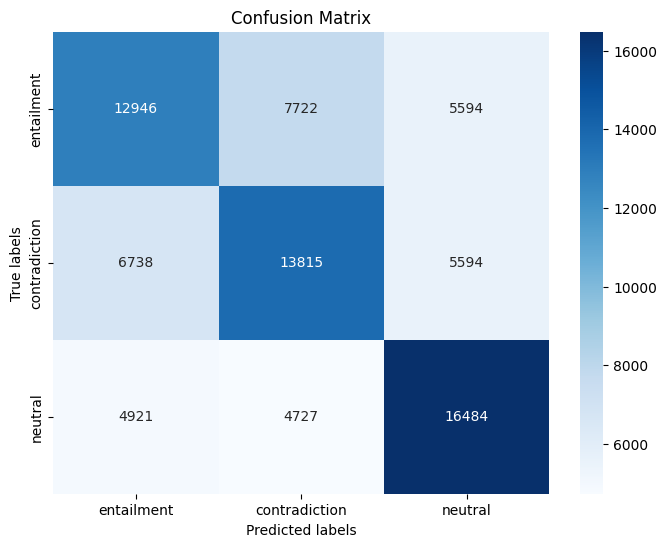 Confusion Matrix
entailment
12946
7722
5594
contradiction
6738
13815
5594
neutral
4921
4727
16484
True labels
entailment
contradiction
neutral
Predicted labels
16000
14000
12000
10000
8000
6000